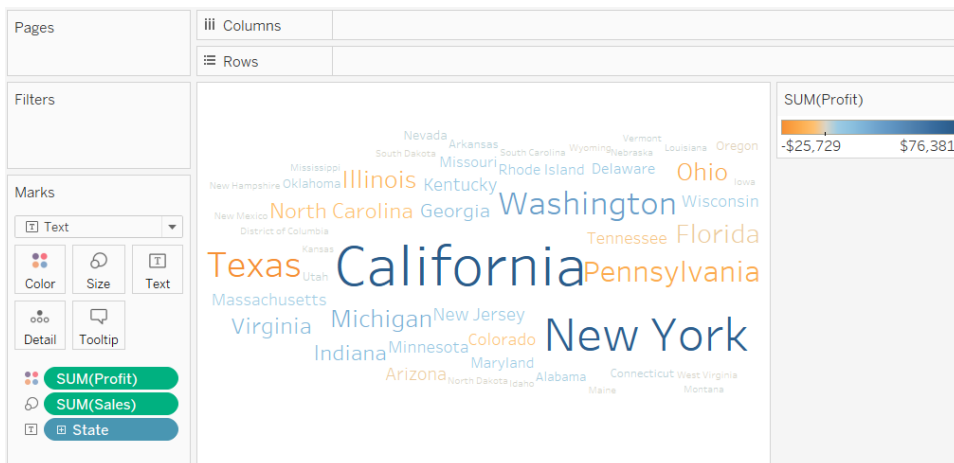 Pages
Columns
Rows
Filters
SUM(Profit)
-$25,729 $76,381
Marks
Text
Color Size Text
Detail Tooltip
SUM(Profit)
SUM(Sales)
State
Nevada
Arkansas
Vermont
South Dakota
South Carolina
Wyoming
Nebraska
Louisiana
Oregon
Mississippi
Missouri
Rhode Island
Delaware
Ohio
Iowa
New Hampshire
Oklahoma
Illinois
Kentucky
Washington
Wisconsin
New Mexico
North Carolina
Georgia
District of Columbia
Tennessee
Florida
Kansas
Texas
Utah
California
Pennsylvania
Massachusetts
Virginia
Michigan
New Jersey
New York
Indiana
Minnesota
Colorado
Maryland
Arizona
North Dakota
Idaho
Alabama
Connecticut
West Virginia
Maine
Montana